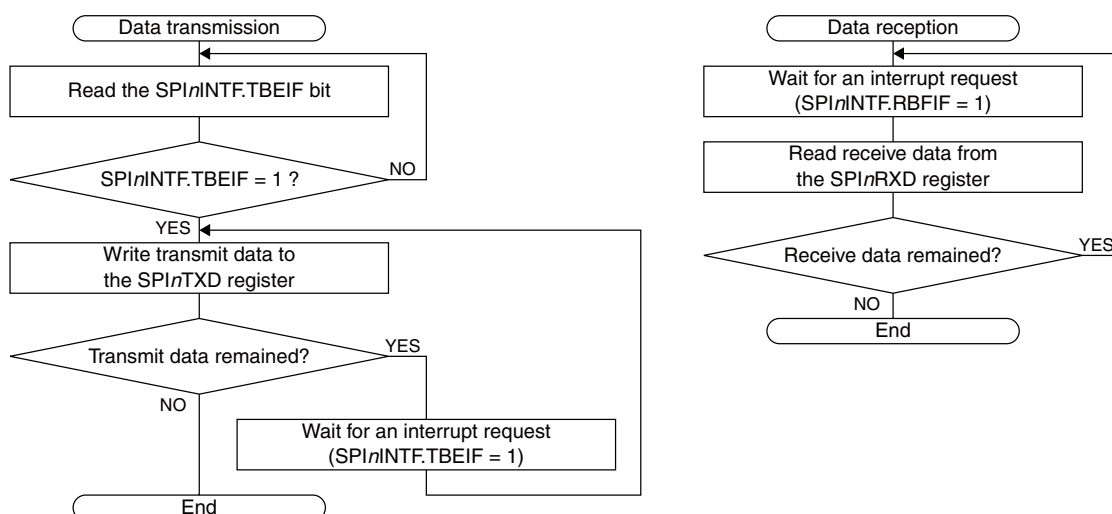 Data transmission
Read the SPInINTF.TBEIF bit
SPInINTF.TBEIF = 1 ?
NO
YES
Write transmit data to
the SPInTXD register
Transmit data remained?
YES
NO
Wait for an interrupt request
(SPInINTF.TBEIF = 1)
End
Data reception
Wait for an interrupt request
(SPInINTF.RBFIF = 1)
Read receive data from
the SPInRXD register
Receive data remained?
YES
NO
End